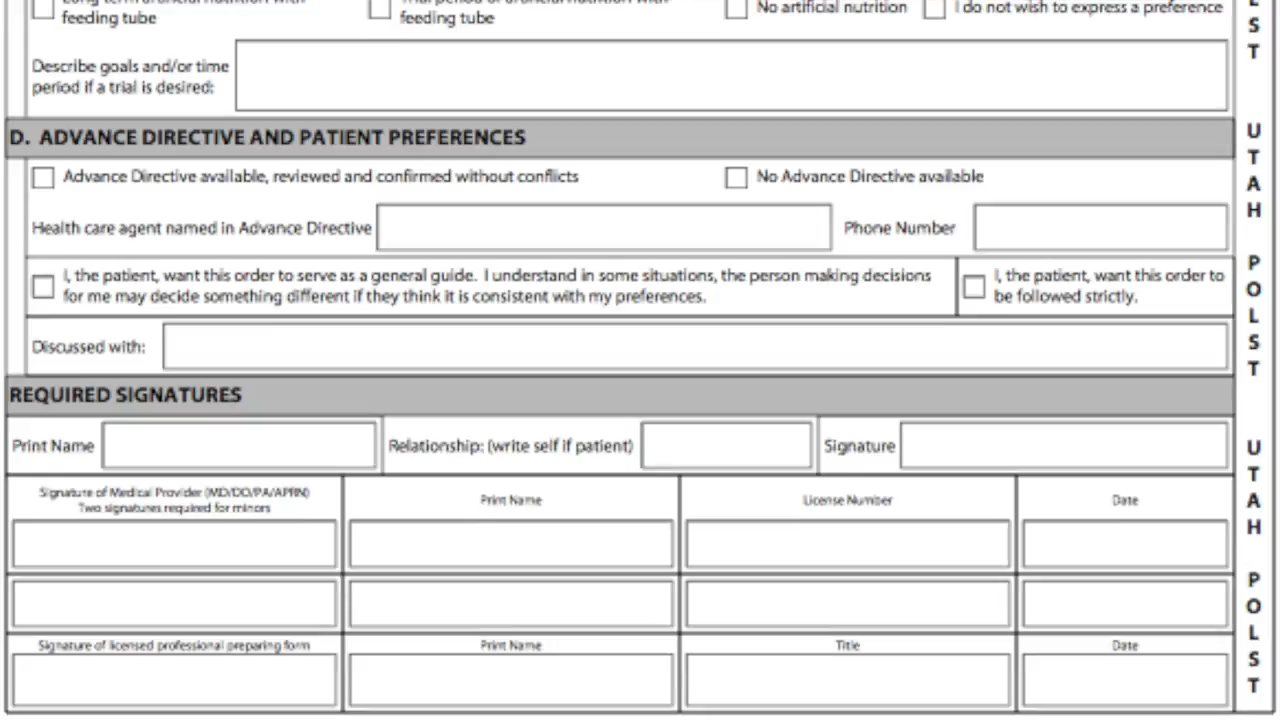 Long-term artificial nutrition with
feeding tube
Trial period of artificial nutrition with
feeding tube
No artificial nutrition
I do not wish to express a preference
Describe goals and/or time
period if a trial is desired:
D. ADVANCE DIRECTIVE AND PATIENT PREFERENCES
Advance Directive available, reviewed and confirmed without conflicts
No Advance Directive available
Health care agent named in Advance Directive
Phone Number
I, the patient, want this order to serve as a general guide. I understand in some situations, the person making decisions
for me may decide something different if they think it is consistent with my preferences.
I, the patient, want this order to
be followed strictly.
Discussed with:
REQUIRED SIGNATURES
Print Name
Relationship: (write self if patient)
Signature
Signature of Medical Provider (MD/DO/PA/APRN)
Two signatures required for minors
Print Name
License Number
Date
Signature of licensed professional preparing form
Print Name
Title
Date
L S T
UTAH POLST
UTAH POLST